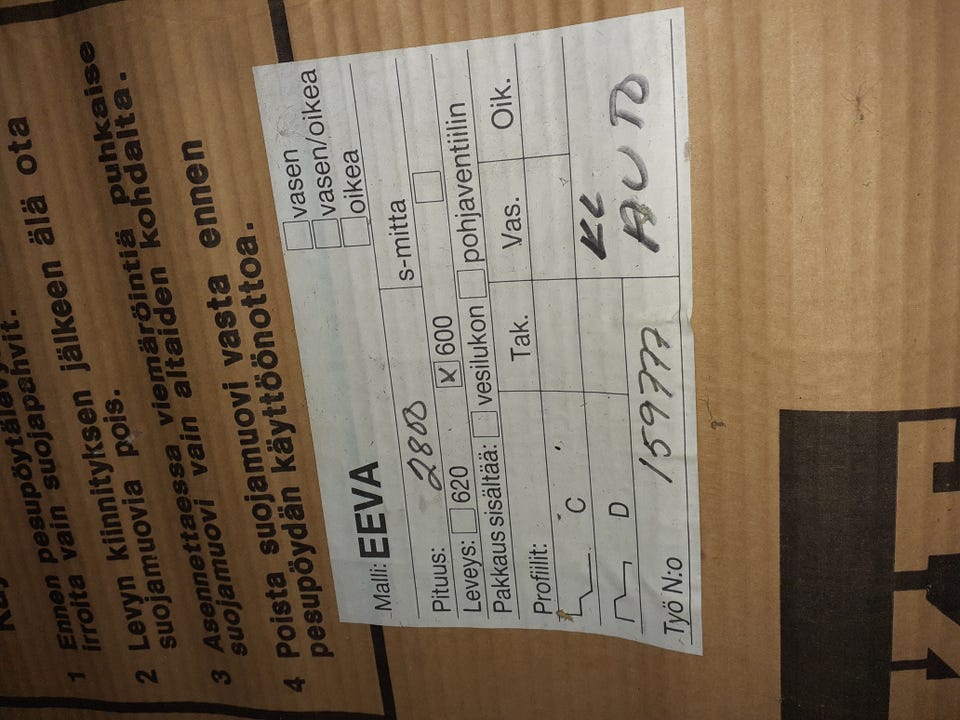 1 Ennen pesupöytälevyn
irroita vain suojapahvit.
2 Levyn kiinnityksen jälkeen älä ota
suojamuovia pois.
3 Asennettaessa viemäröintiä puhkaise
suojamuovi vain altaiden kohdalta.
4 Poista suojamuovi vasta ennen
pesupöydän käyttöönottoa.
Malli: EEVA
vasen
vasen/oikea
oikea
Pituus: 2800 s-mitta
Leveys: 620 x 600
Pakkaus sisältää: vesilukon pohjaventiilin
Profiilit: Tak. Vas. Oik.
C
D
KL
Työ N:o 159777 AUTO